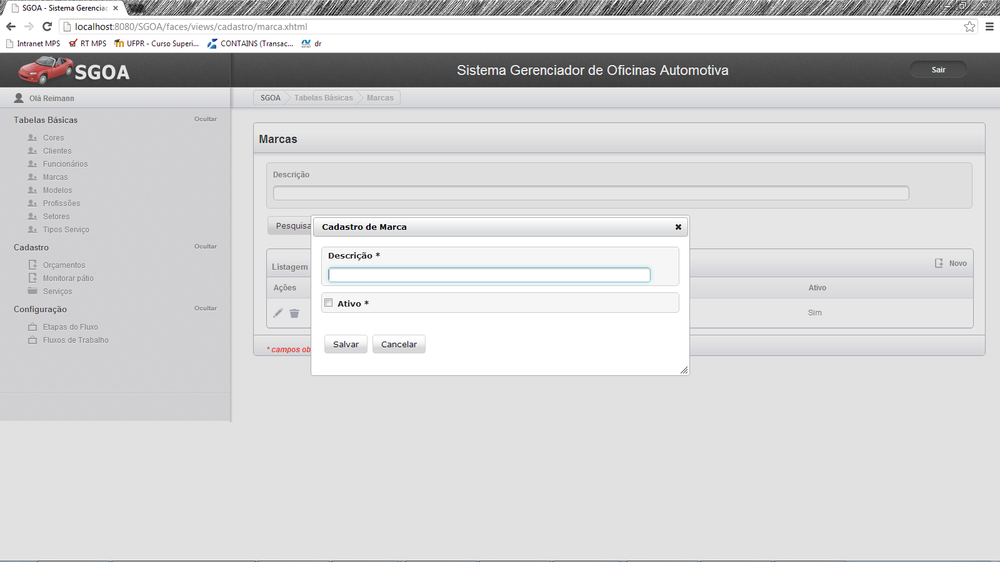 SGOA - Sistema Gerenciac
localhost:8080/SGOA/faces/views/cadastro/marca.xhtml
Intranet MPS RT MPS UFPR - Curso Superi... CONTAINS (Transac... dr
SGOA
Sistema Gerenciador de Oficinas Automotiva
Sair
Olá Reimann
SGOA Tabelas Básicas Marcas
Tabelas Básicas Ocultar
Cores
Clientes
Funcionários
Marcas
Modelos
Profissões
Setores
Tipos Serviço
Cadastro Ocultar
Orçamentos
Monitorar pátio
Serviços
Configuração Ocultar
Etapas do Fluxo
Fluxos de Trabalho
Marcas
Descrição
Pesquisa
Listagem
Novo
Ações
Ativo
Sim
* campos ob
Cadastro de Marca
Descrição *
Ativo *
Salvar Cancelar